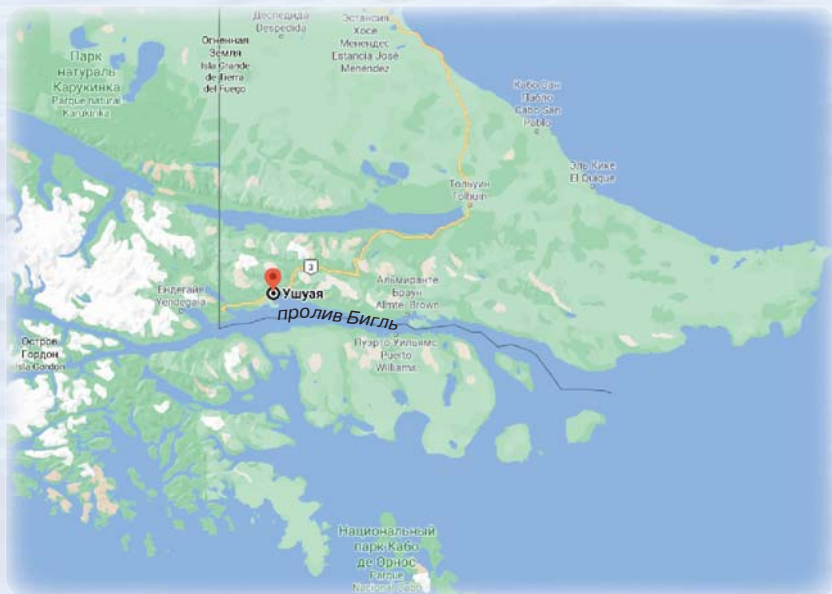 Деспедида
Despedida
Эстансия
Хосе
Менендес
Estancia José
Menéndez
Огненная
Земля
Isla Grande
de Tierra
del Fuego
Парк
натураль
Карукинка
Parque natural
Karukinka
Кабо Сан
Пабло
Cabo San
Pablo
Эль Кике
El Quique
Тольуин
Tolhuin
3
Ушуая
Ендегайя
Yendegaia
Альмиранте
Браун
Almte. Brown
пролив Бигль
Пуэрто Уильямс
Puerto
Williams
Остров
Гордон
Isla Gordon
Национальный
парк Кабо
де Орнос
Parque
Nacional Cabo